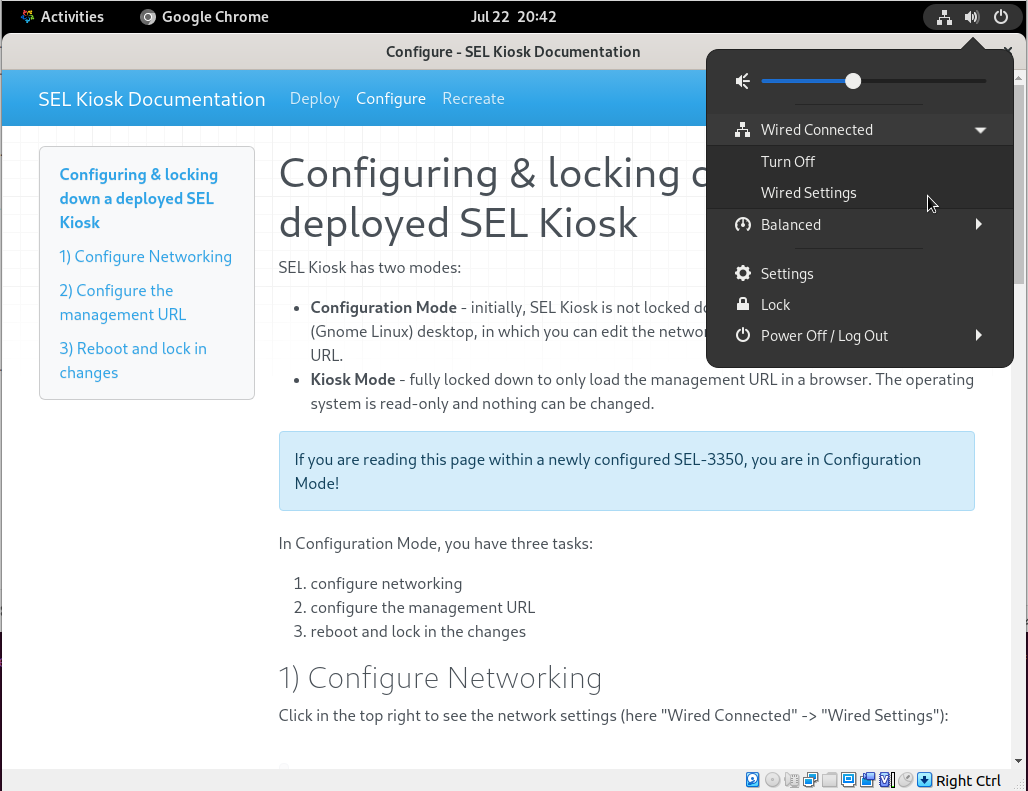 Activities
Google Chrome
Jul 22 20:42
Configure - SEL Kiosk Documentation
SEL Kiosk Documentation
Deploy
Configure
Recreate
Wired Connected
Turn Off
Wired Settings
Balanced
Settings
Lock
Power Off / Log Out
Configuring & locking
down a deployed SEL
Kiosk
1) Configure Networking
2) Configure the
management URL
3) Reboot and lock in
changes
Configuring & locking
deployed SEL Kiosk
SEL Kiosk has two modes:
• Configuration Mode - initially, SEL Kiosk is not locked
(Gnome Linux) desktop, in which you can edit the
URL.
• Kiosk Mode - fully locked down to only load the management URL in a browser. The operating
system is read-only and nothing can be changed.
If you are reading this page within a newly configured SEL-3350, you are in Configuration
Mode!
In Configuration Mode, you have three tasks:
1. configure networking
2. configure the management URL
3. reboot and lock in the changes
1) Configure Networking
Click in the top right to see the network settings (here "Wired Connected" -> "Wired Settings"):
Right Ctrl